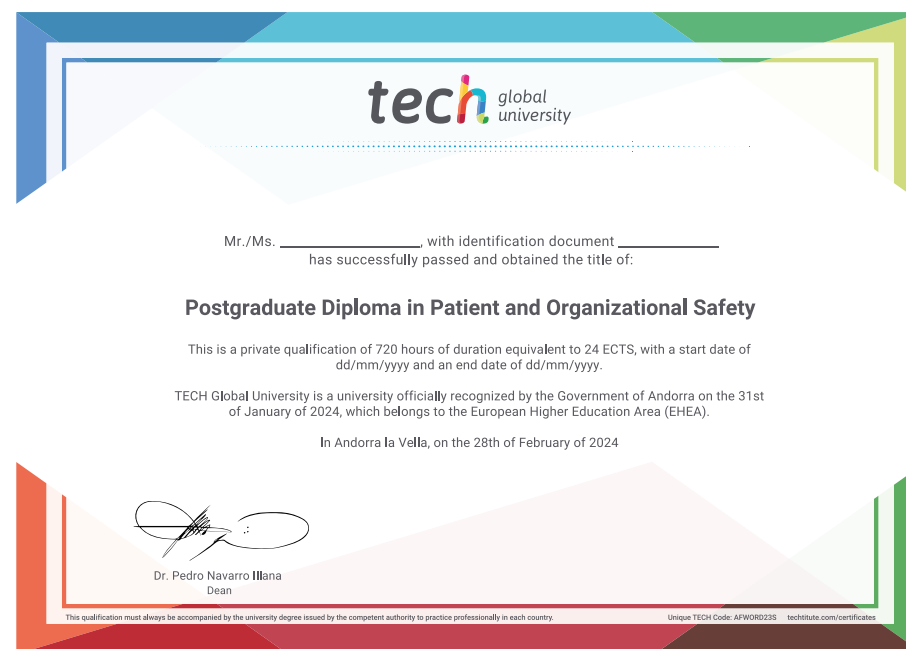 tech global
university
Mr./Ms. ____________, with identification document ____________
has successfully passed and obtained the title of:
Postgraduate Diploma in Patient and Organizational Safety
This is a private qualification of 720 hours of duration equivalent to 24 ECTS, with a start date of
dd/mm/yyyy and an end date of dd/mm/yyyy.
TECH Global University is a university officially recognized by the Government of Andorra on the 31st
of January of 2024, which belongs to the European Higher Education Area (EHEA).
In Andorra la Vella, on the 28th of February of 2024
Dr. Pedro Navarro Illana
Dean
This qualification must always be accompanied by the university degree issued by the competent authority to practice professionally in each country.
Unique TECH Code: AFWORD23S techtitute.com/certificates